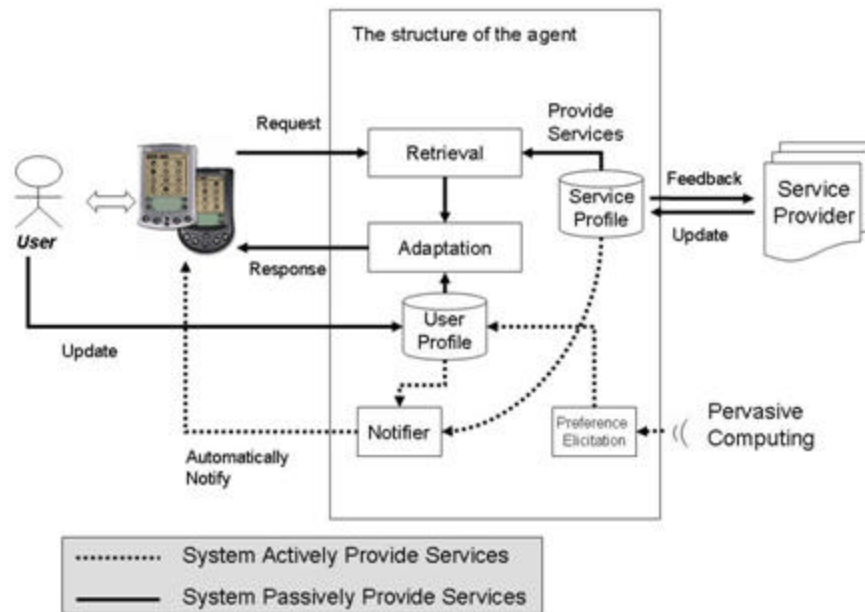 The structure of the agent
Request
Provide
Services
Retrieval
Feedback
Service
Profile
Service
Provider
Update
User
Adaptation
Response
User
Profile
Update
Notifier
Preference
Elicitation
Pervasive
Computing
Automatically
Notify
System Actively Provide Services
System Passively Provide Services